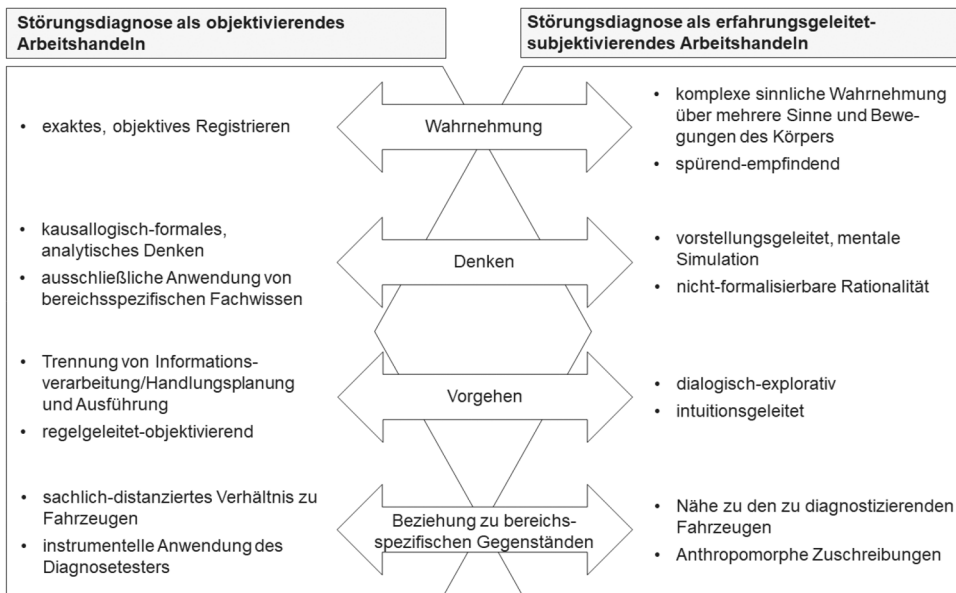 Störungsdiagnose als objektivierendes
Arbeitshandeln
Störungsdiagnose als erfahrungsgeleitet-
subjektivierendes Arbeitshandeln
• exaktes, objektives Registrieren
Wahrnehmung
• komplexe sinnliche Wahrnehmung
über mehrere Sinne und Bewe-
gungen des Körpers
• spürend-empfindend
• kausallogisch-formales,
analytisches Denken
• ausschließliche Anwendung von
bereichsspezifischen Fachwissen
Denken
• vorstellungsgeleitet, mentale
Simulation
• nicht-formalisierbare Rationalität
• Trennung von Informations-
verarbeitung/Handlungsplanung
und Ausführung
• regelgeleitet-objektivierend
Vorgehen
• dialogisch-explorativ
• intuitionsgeleitet
• sachlich-distanziertes Verhältnis zu
Fahrzeugen
• instrumentelle Anwendung des
Diagnosetesters
Beziehung zu bereichs-
spezifischen Gegenständen
• Nähe zu den zu diagnostizierenden
Fahrzeugen
• Anthropomorphe Zuschreibungen